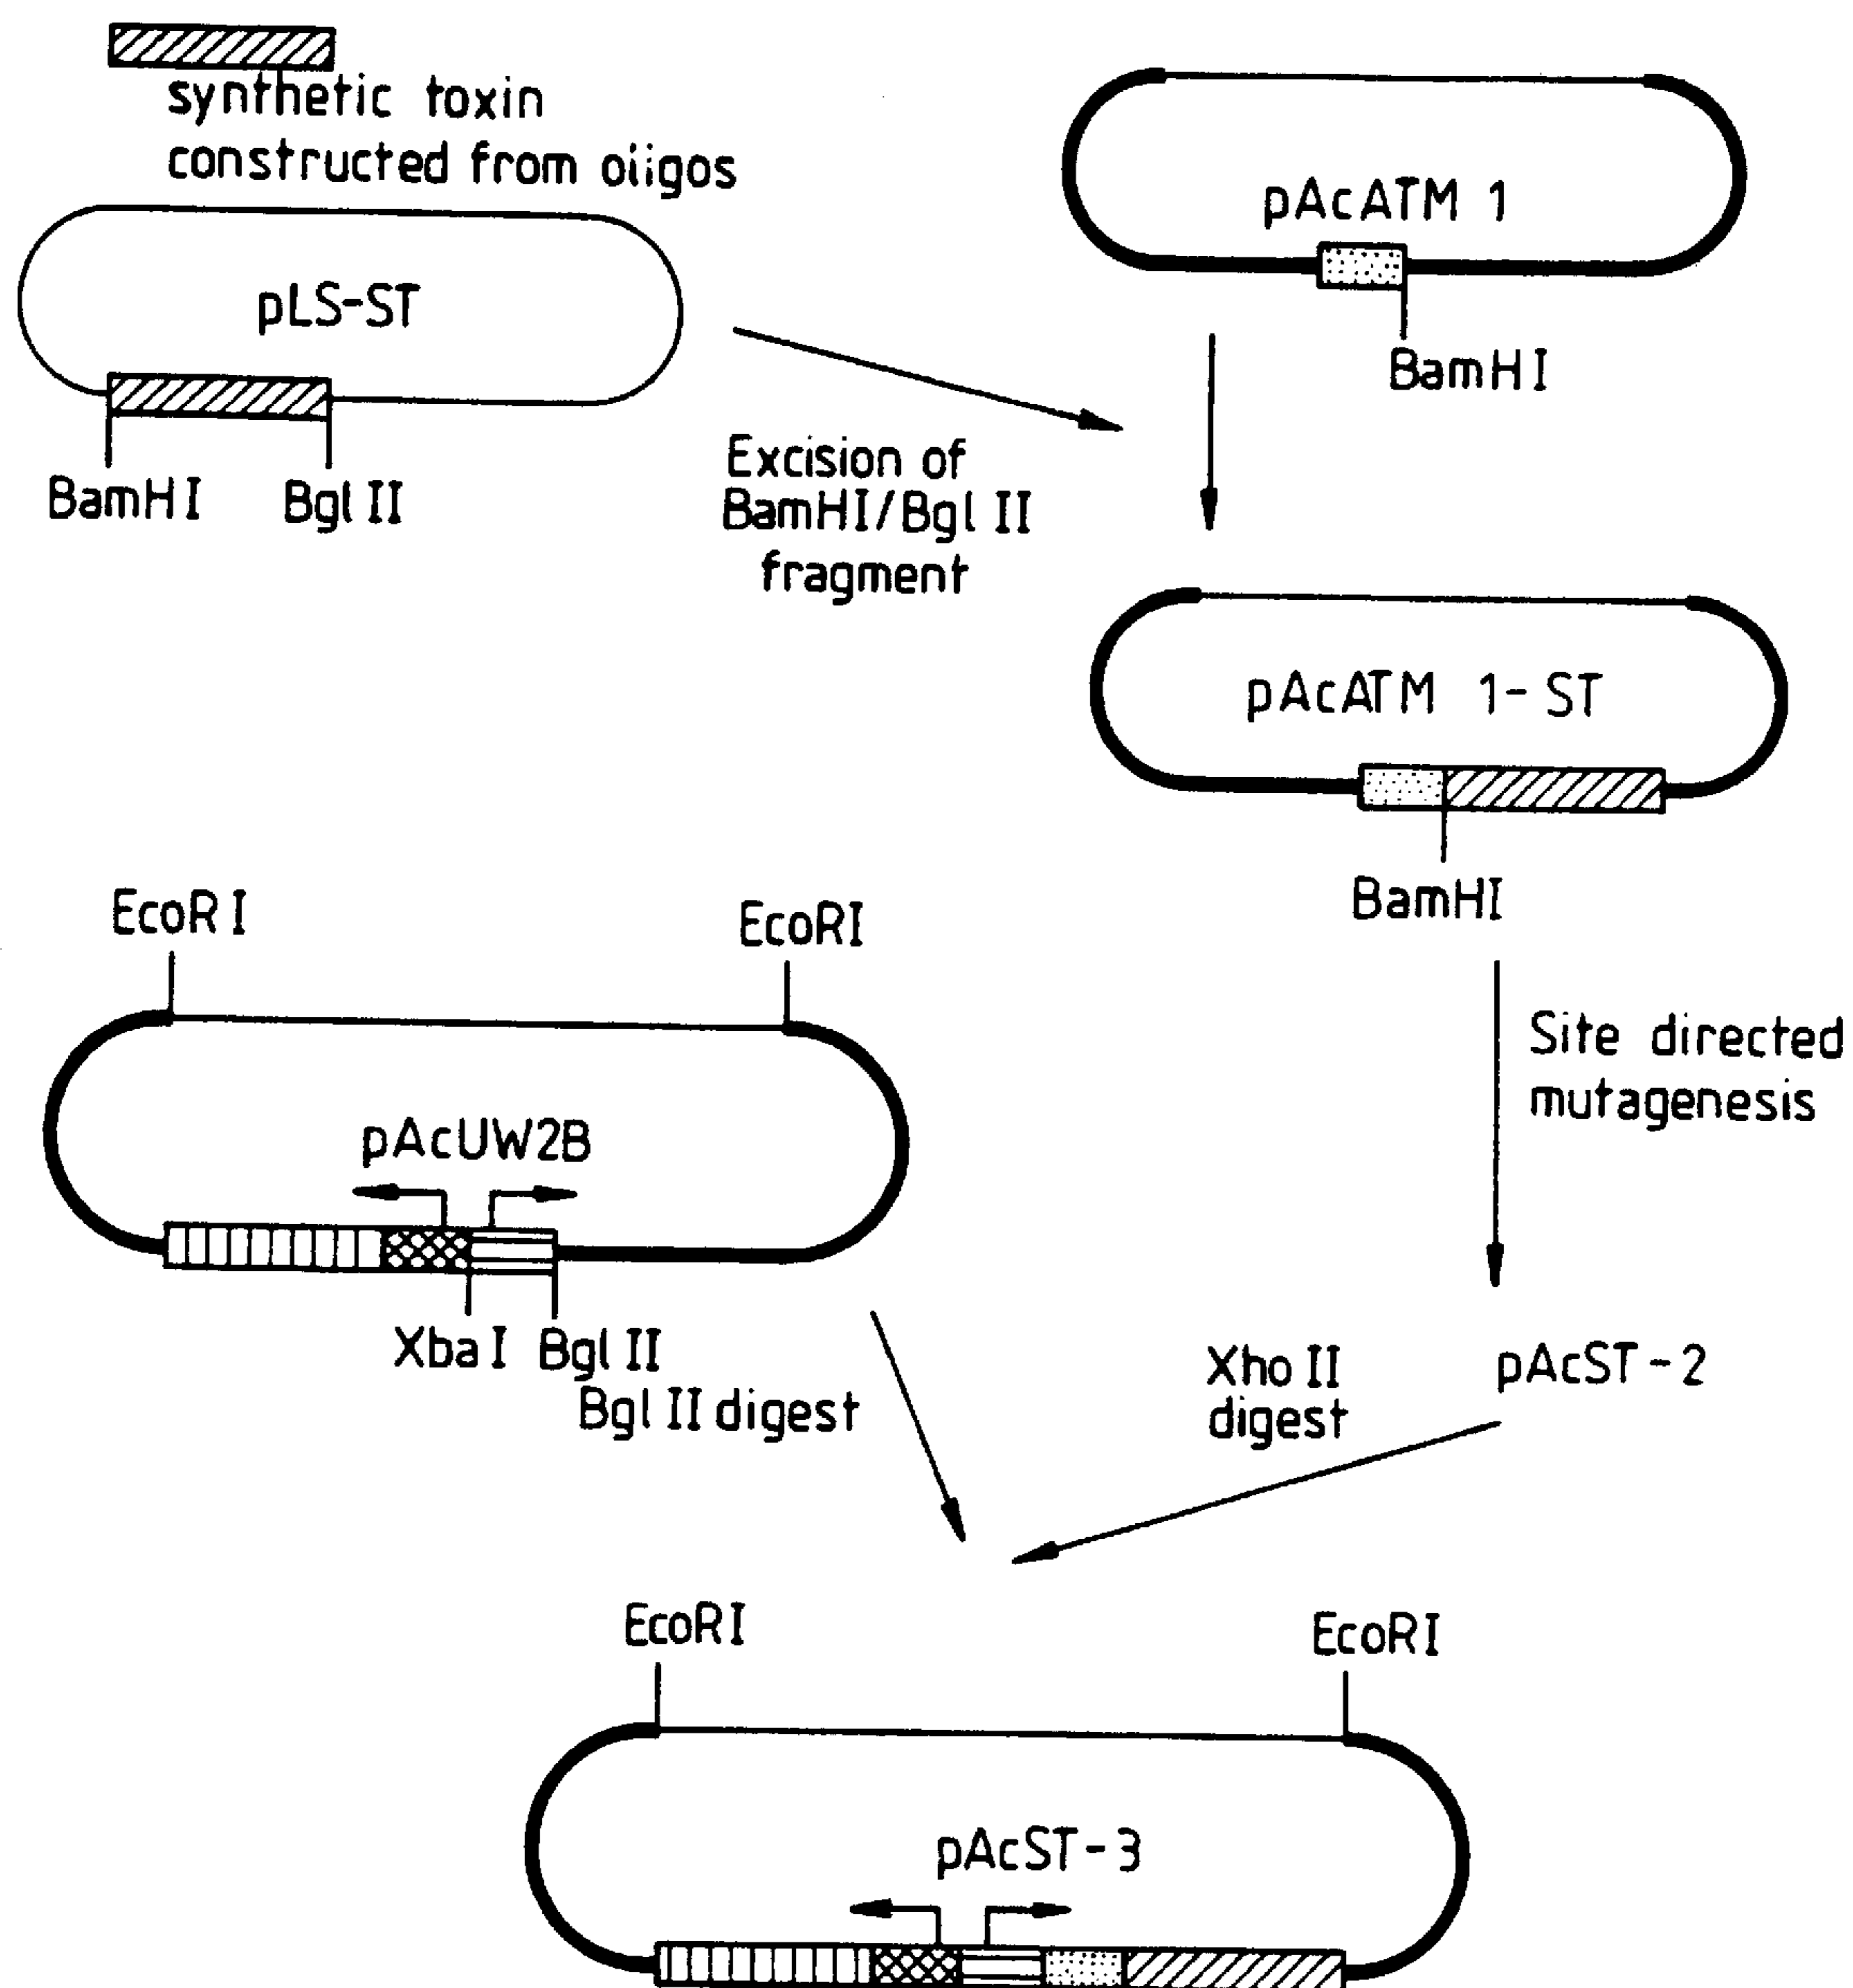 synthetic toxin
constructed from oligos
pAcATM 1
pLS-ST
BamHI
BamHI
Bgl II
Excision of
BamHI/Bgl II
fragment
pAcATM 1-ST
BamHI
EcoRI
EcoRI
Site directed
mutagenesis
pAcUW2B
XbaI
Bgl II
Bgl II digest
Xho II
digest
pAcST-2
EcoRI
EcoRI
pAcST-3